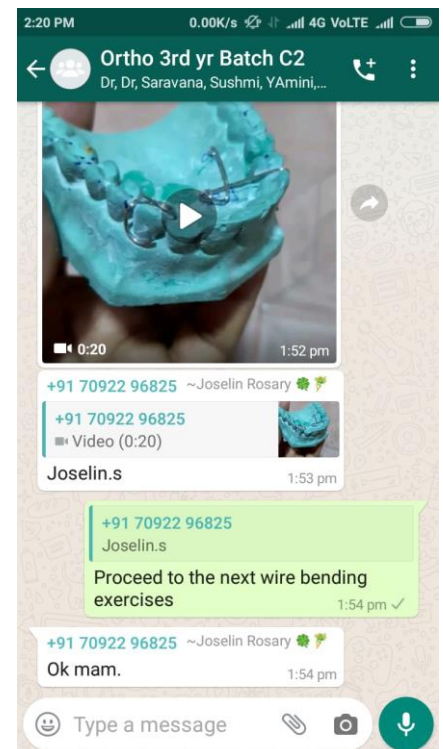 2:20 PM 0.00K/s 4G VoLTE
Ortho 3rd yr Batch C2
Dr, Dr, Saravana, Sushmi, YAmini,...
0:20 1:52 pm
+91 70922 96825 ~Joselin Rosary
+91 70922 96825
Video (0:20)
Joselin.s 1:53 pm
+91 70922 96825
Joselin.s
Proceed to the next wire bending
exercises 1:54 pm
+91 70922 96825 ~Joselin Rosary
Ok mam. 1:54 pm
Type a message